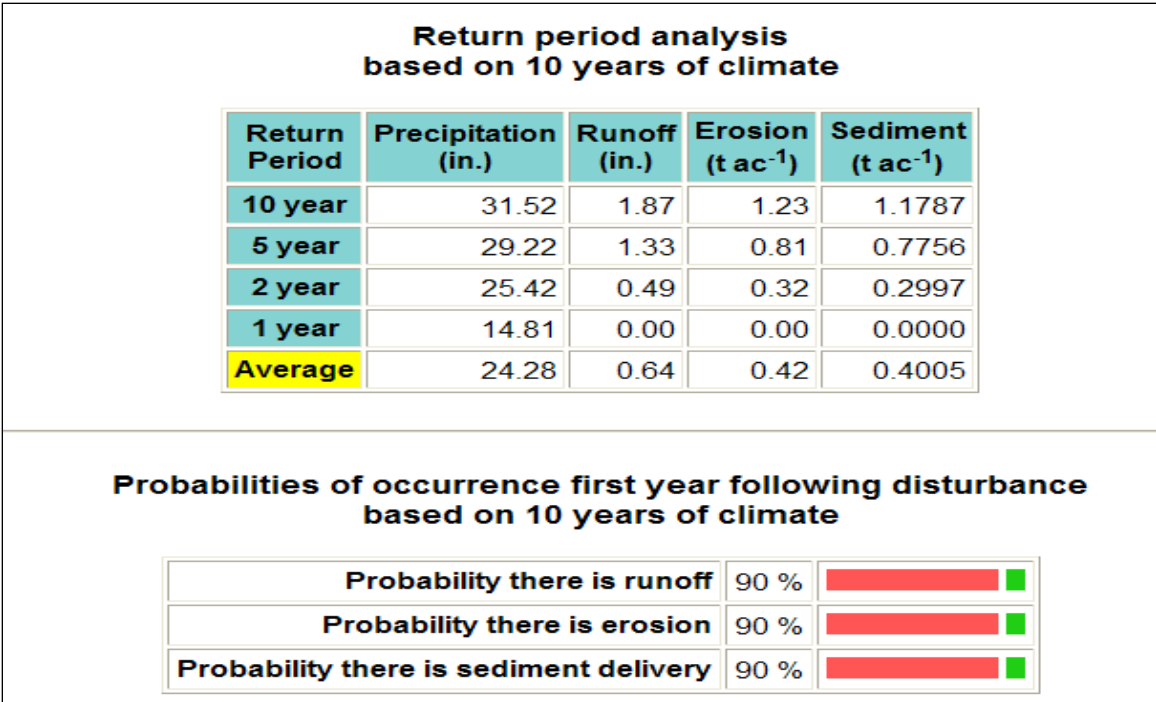 Return period analysis
based on 10 years of climate
Return Period Precipitation (in.) Runoff (in.) Erosion (t ac-1) Sediment (t ac-1)
10 year 31.52 1.87 1.23 1.1787
5 year 29.22 1.33 0.81 0.7756
2 year 25.42 0.49 0.32 0.2997
1 year 14.81 0.00 0.00 0.0000
Average 24.28 0.64 0.42 0.4005
Probabilities of occurrence first year following disturbance
based on 10 years of climate
Probability there is runoff 90 %
Probability there is erosion 90 %
Probability there is sediment delivery 90 %